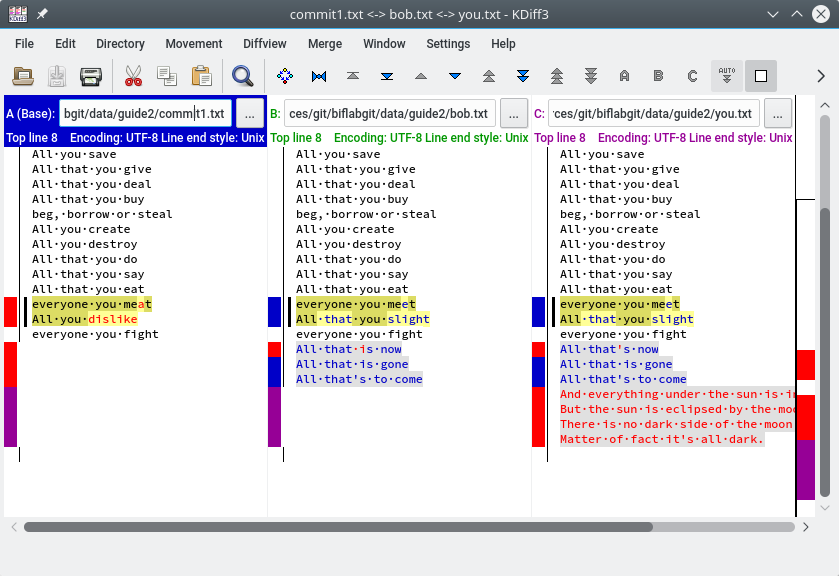 commit1.txt <-> bob.txt <-> you.txt - KDiff3
File Edit Directory Movement Diffview Merge Window Settings Help
A B C AUTO
A (Base): bgit/data/guide2/commit1.txt ...
Top line 8 Encoding: UTF-8 Line end style: Unix
All·you·save
All·that·you·give
All·that·you·deal
All·that·you·buy
beg,·borrow·or·steal
All·you·create
All·you·destroy
All·that·you·do
All·that·you·say
All·that·you·eat
everyone·you·meat
All·you·dislike
everyone·you·fight
B: ces/git/biflabgit/data/guide2/bob.txt ...
Top line 8 Encoding: UTF-8 Line end style: Unix
All·you·save
All·that·you·give
All·that·you·deal
All·that·you·buy
beg,·borrow·or·steal
All·you·create
All·you·destroy
All·that·you·do
All·that·you·say
All·that·you·eat
everyone·you·meet
All·that·you·slight
everyone·you·fight
All·that·is·now
All·that·is·gone
All·that's·to·come
C: ces/git/biflabgit/data/guide2/you.txt ...
Top line 8 Encoding: UTF-8 Line end style: Unix
All·you·save
All·that·you·give
All·that·you·deal
All·that·you·buy
beg,·borrow·or·steal
All·you·create
All·you·destroy
All·that·you·do
All·that·you·say
All·that·you·eat
everyone·you·meet
All·that·you·slight
everyone·you·fight
All·that's·now
All·that·is·gone
All·that's·to·come
And·everything·under·the·sun·is·i
But·the·sun·is·eclipsed·by·the·moo
There·is·no·dark·side·of·the·moon
Matter·of·fact·it's·all·dark.